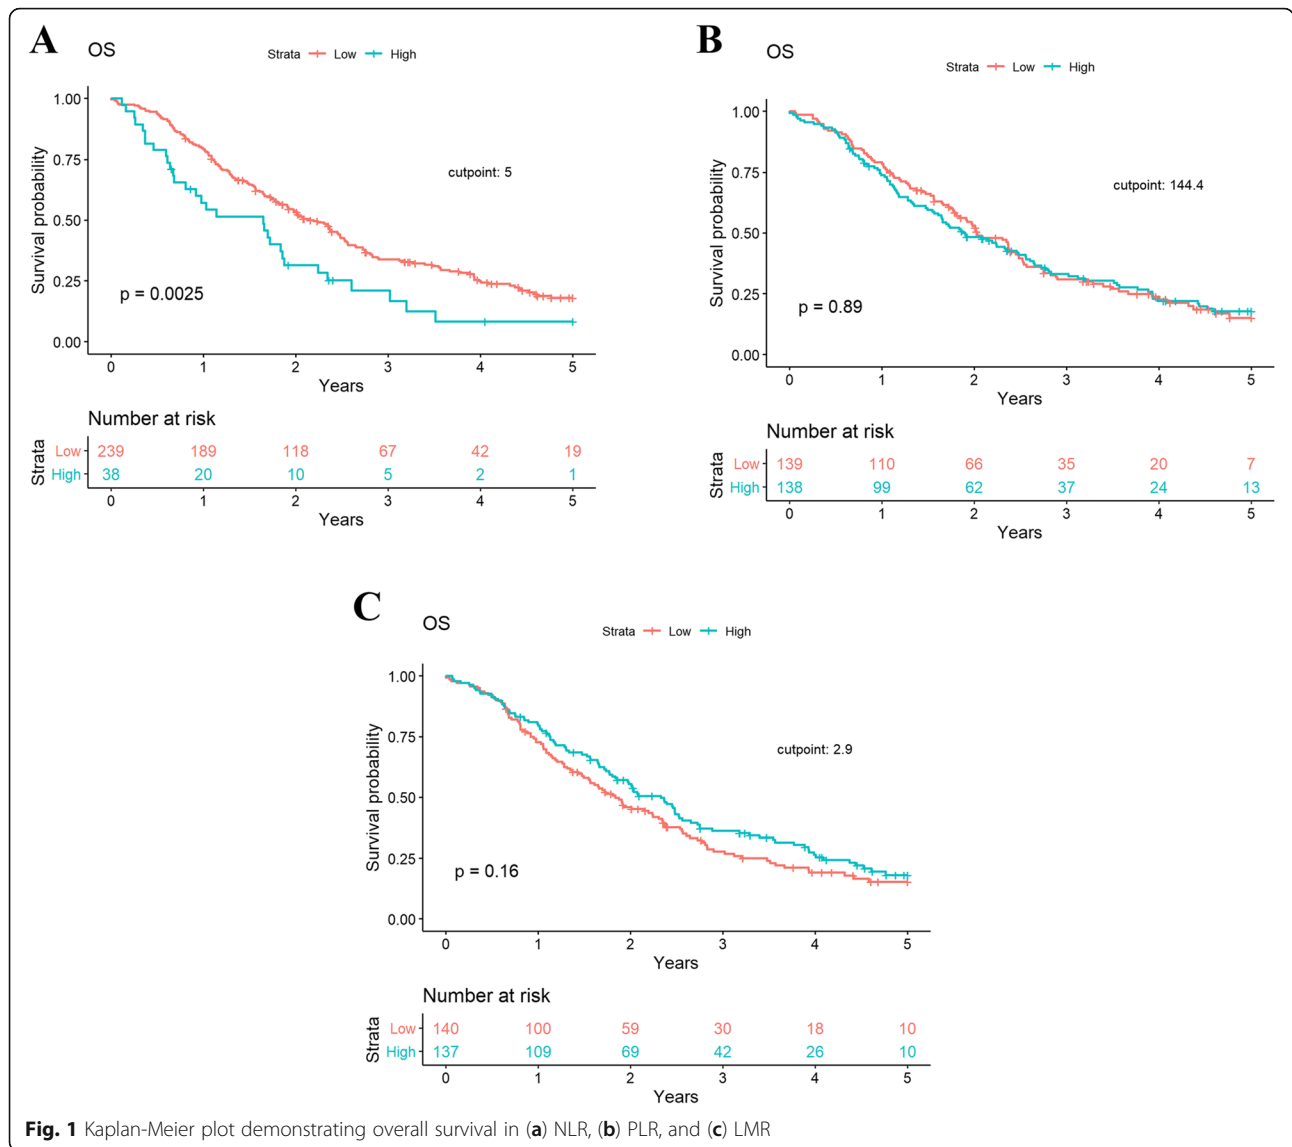 A
OS
Strata Low High
1.00
0.75
0.50
0.25
0.00
Survival probability
cutpoint: 5
p = 0.0025
0 1 2 3 4 5
Years
Number at risk
Strata
Low 239 189 118 67 42 19
High 38 20 10 5 2 1
0 1 2 3 4 5
Years
B
OS
Strata Low High
1.00
0.75
0.50
0.25
0.00
Survival probability
cutpoint: 144.4
p = 0.89
0 1 2 3 4 5
Years
Number at risk
Strata
Low 139 110 66 35 20 7
High 138 99 62 37 24 13
0 1 2 3 4 5
Years
C
OS
Strata Low High
1.00
0.75
0.50
0.25
0.00
Survival probability
cutpoint: 2.9
p = 0.16
0 1 2 3 4 5
Years
Number at risk
Strata
Low 140 100 59 30 18 10
High 137 109 69 42 26 10
0 1 2 3 4 5
Years
Fig. 1 Kaplan-Meier plot demonstrating overall survival in (a) NLR, (b) PLR, and (c) LMR